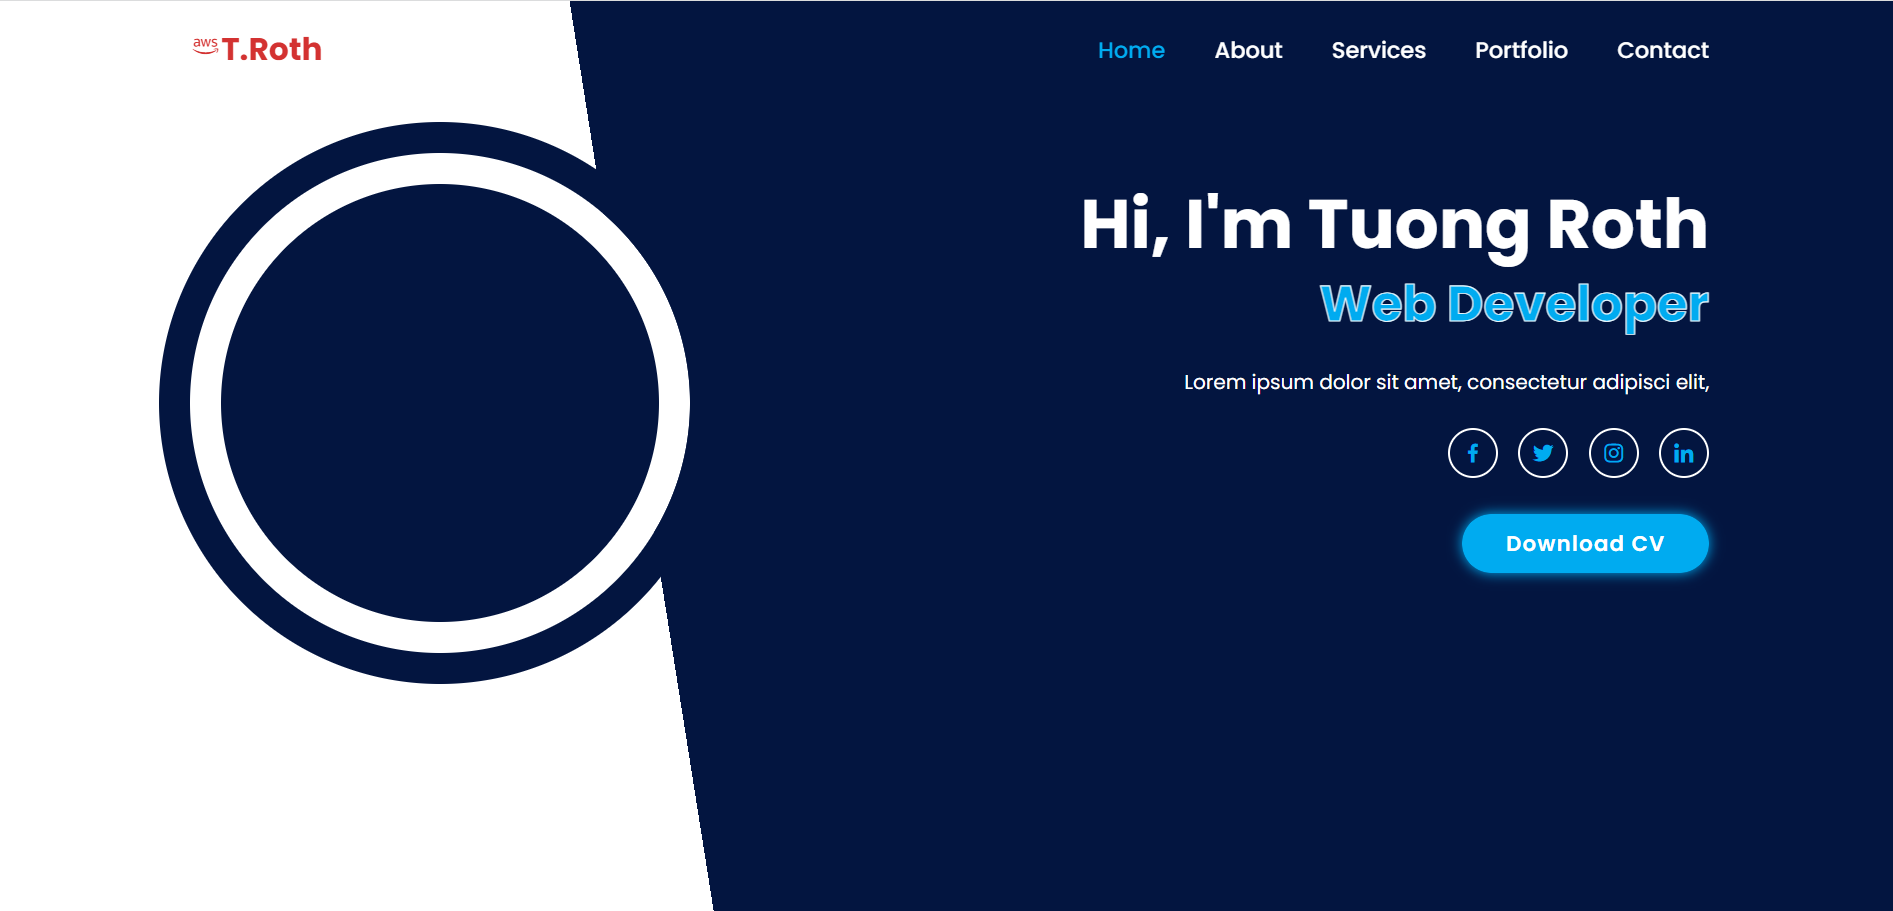 aws T.Roth
Home About Services Portfolio Contact
Hi, I'm Tuong Roth
Web Developer
Lorem ipsum dolor sit amet, consectetur adipisci elit,
Download CV